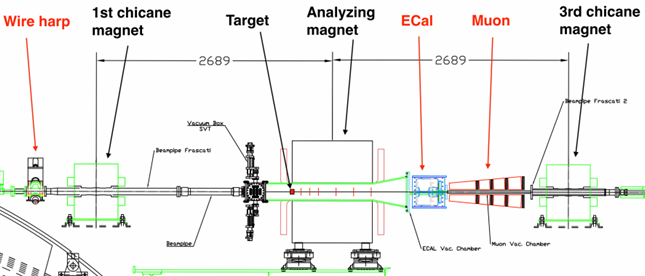 Wire harp
1st chicane
magnet
Target
Analyzing
magnet
ECal
Muon
3rd chicane
magnet
2689
2689
Vacuum Box
SVT
Beampipe Frascati
Beampipe Frascati 2
Beampipe
ECAL Vac. Chamber
Muon Vac. Chamber